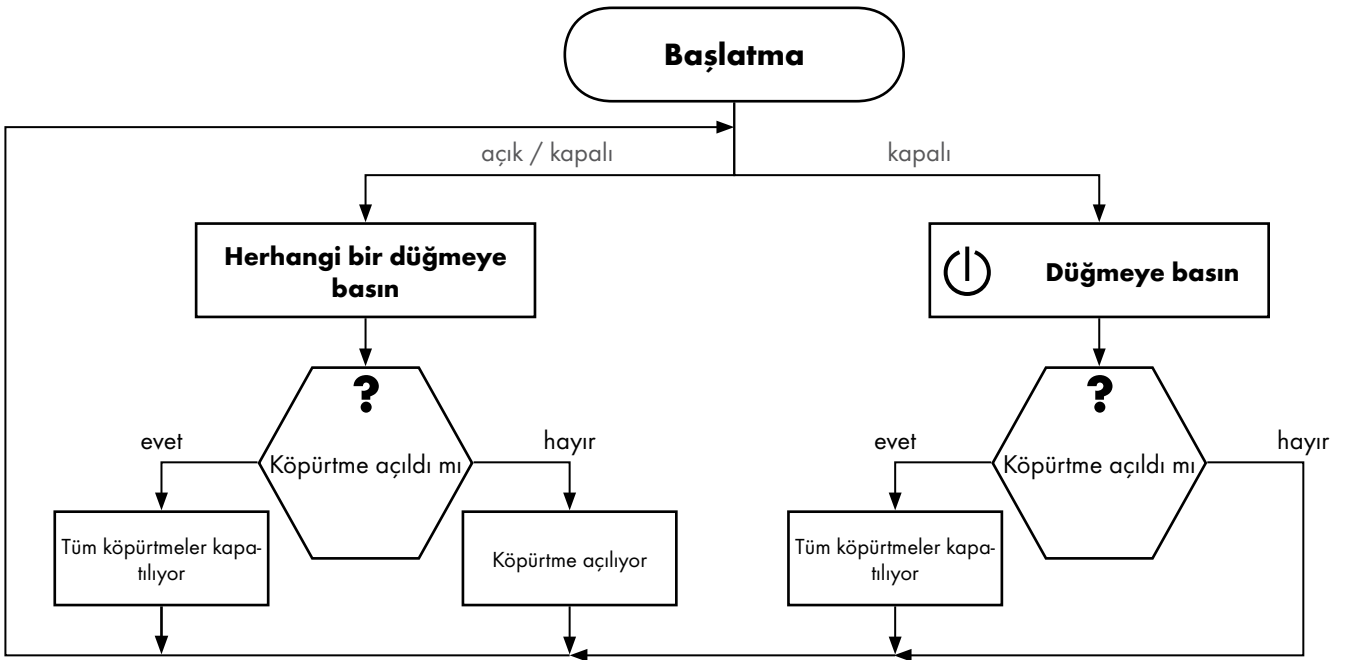 Başlatma
açık / kapalı
kapalı
Herhangi bir düğmeye
basın
Düğmeye basın
?
Köpürtme açıldı mı
evet
hayır
?
Köpürtme açıldı mı
evet
hayır
Tüm köpürtmeler kapa-
tılıyor
Köpürtme açılıyor
Tüm köpürtmeler kapa-
tılıyor